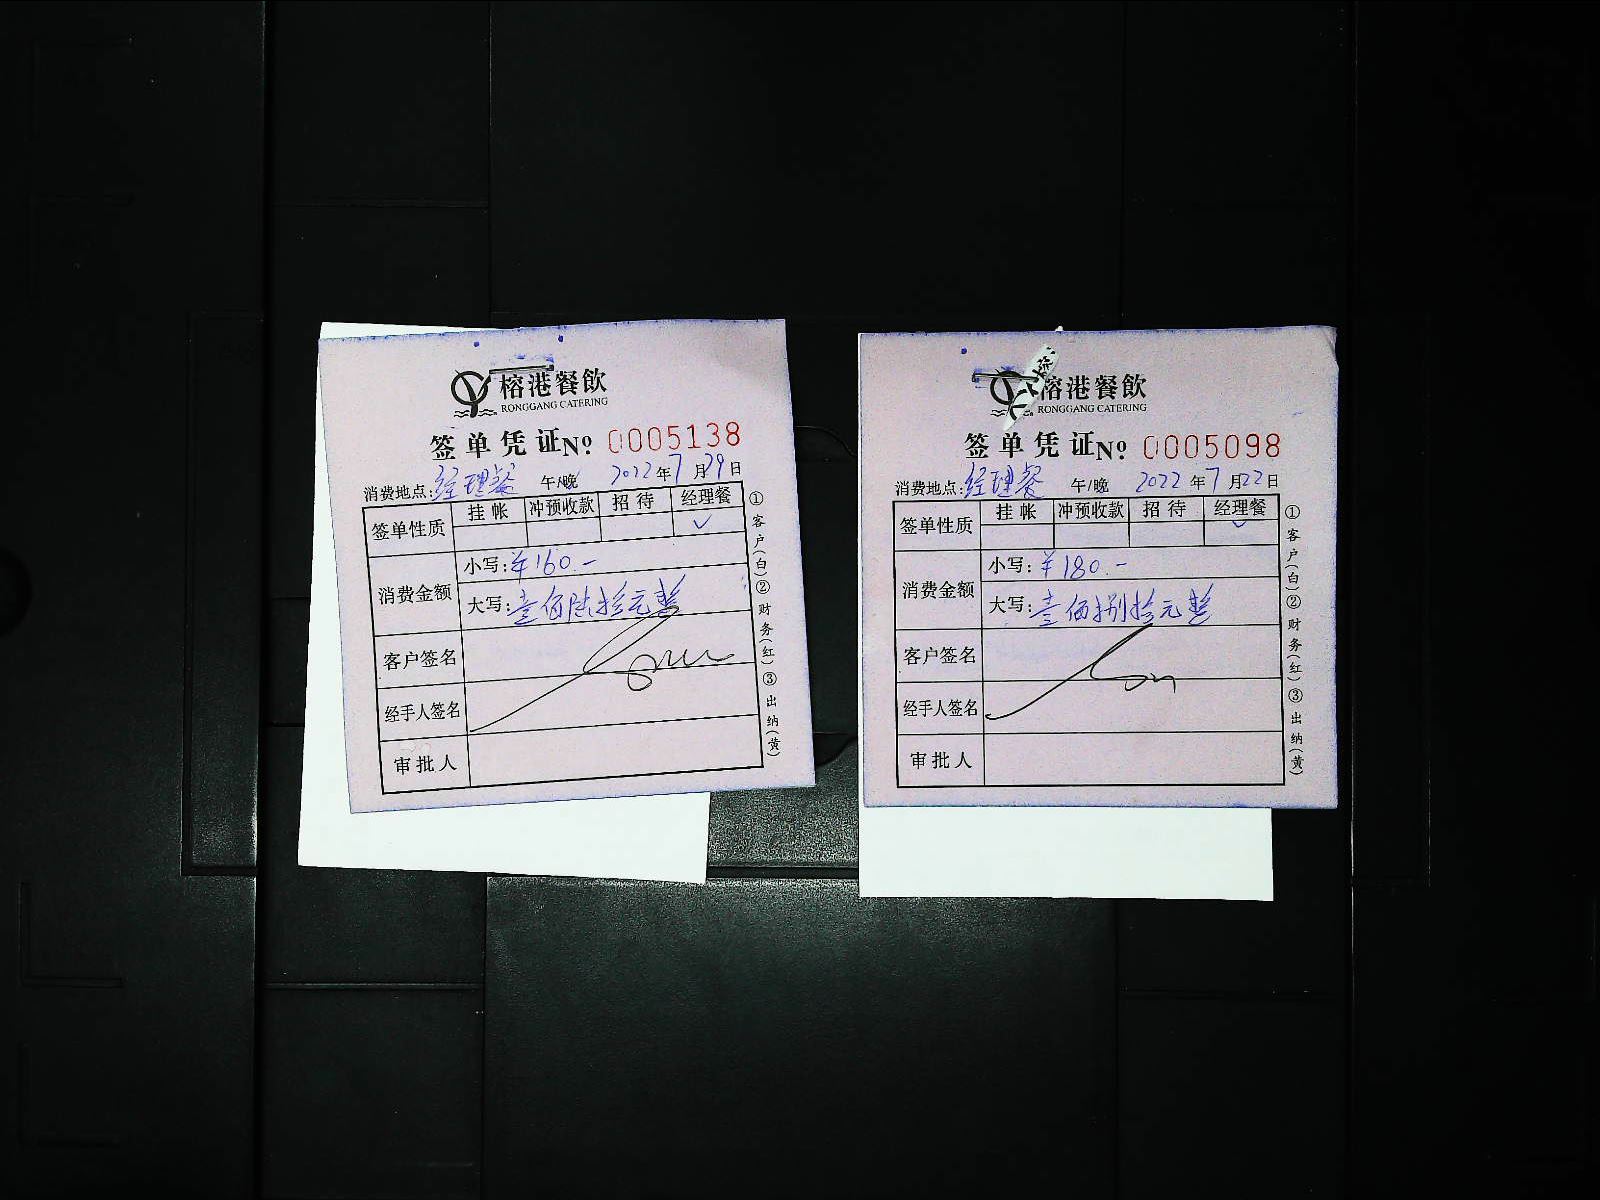 榕港餐飲
RONGGANG CATERING
签单凭证№ 0005138
消费地点:经理餐 午/晚 2022年7月29日
签单性质 挂帐 冲预收款 招待 经理餐
✓
消费金额
小写:¥160.-
大写:壹佰陆拾元整
客户签名
经手人签名
审批人
①客户(白)②财务(红)③出纳(黄)
榕港餐飲
RONGGANG CATERING
签单凭证№ 0005098
消费地点:经理餐 午/晚 2022年7月22日
签单性质 挂帐 冲预收款 招待 经理餐
✓
消费金额
小写:¥180.-
大写:壹佰捌拾元整
客户签名
经手人签名
审批人
①客户(白)②财务(红)③出纳(黄)